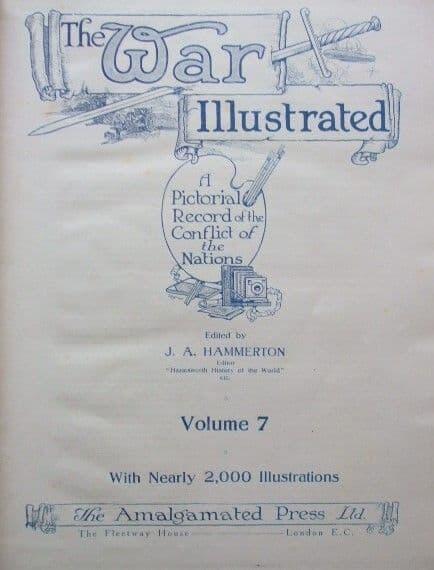 The War
Illustrated
A
Pictorial
Record of the
Conflict of
the
Nations
Edited by
J. A. HAMMERTON
Editor
"Harmsworth History of the World"
etc.
Volume 7
With Nearly 2,000 Illustrations
The Amalgamated Press Ltd.
The Fleetway House London E.C.